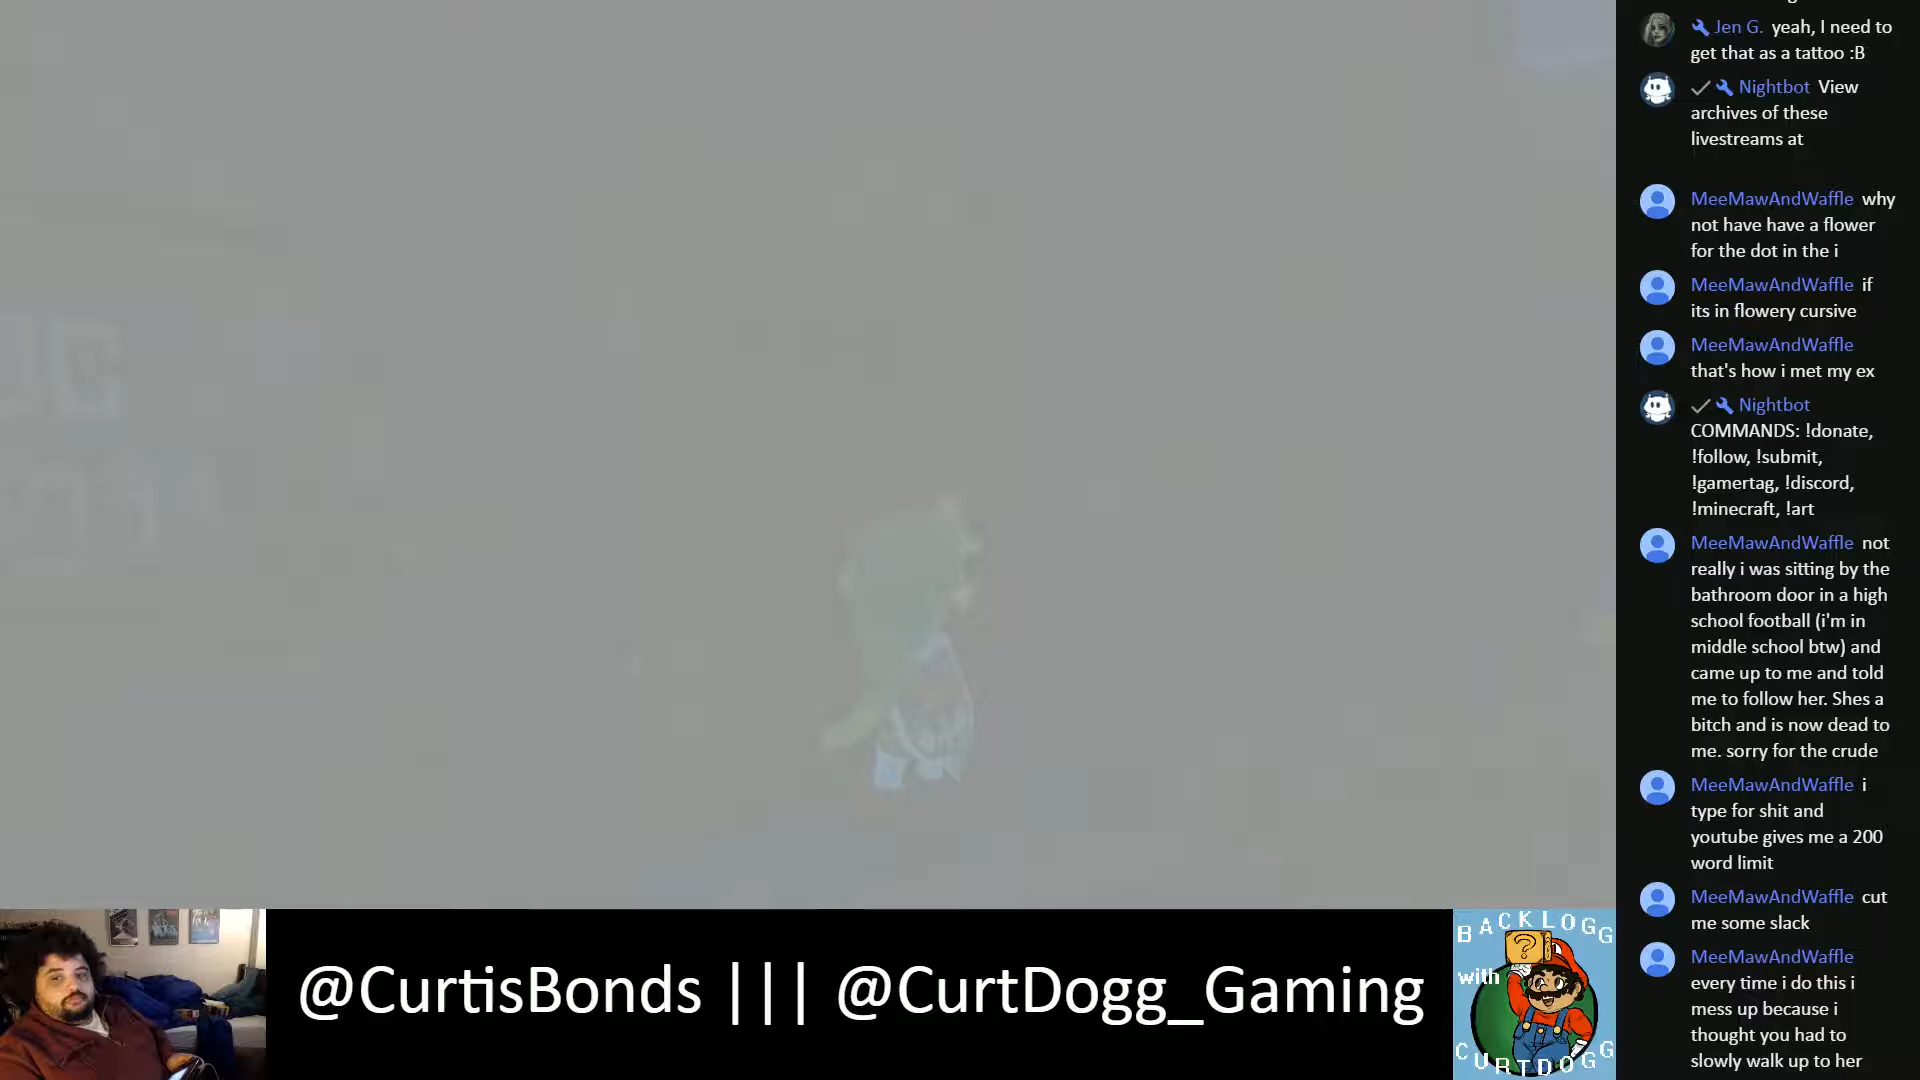 Jen G. yeah, I need to
get that as a tattoo :B
Nightbot View
archives of these
livestreams at
MeeMawAndWaffle why
not have have a flower
for the dot in the i
MeeMawAndWaffle if
its in flowery cursive
MeeMawAndWaffle
that's how i met my ex
Nightbot
COMMANDS: !donate,
!follow, !submit,
!gamertag, !discord,
!minecraft, !art
MeeMawAndWaffle not
really i was sitting by the
bathroom door in a high
school football (i'm in
middle school btw) and
came up to me and told
me to follow her. Shes a
bitch and is now dead to
me. sorry for the crude
MeeMawAndWaffle i
type for shit and
youtube gives me a 200
word limit
MeeMawAndWaffle cut
me some slack
MeeMawAndWaffle
every time i do this i
mess up because i
thought you had to
slowly walk up to her
@CurtisBonds ||| @CurtDogg_Gaming
BACKLOGG
with
CURTDOGG